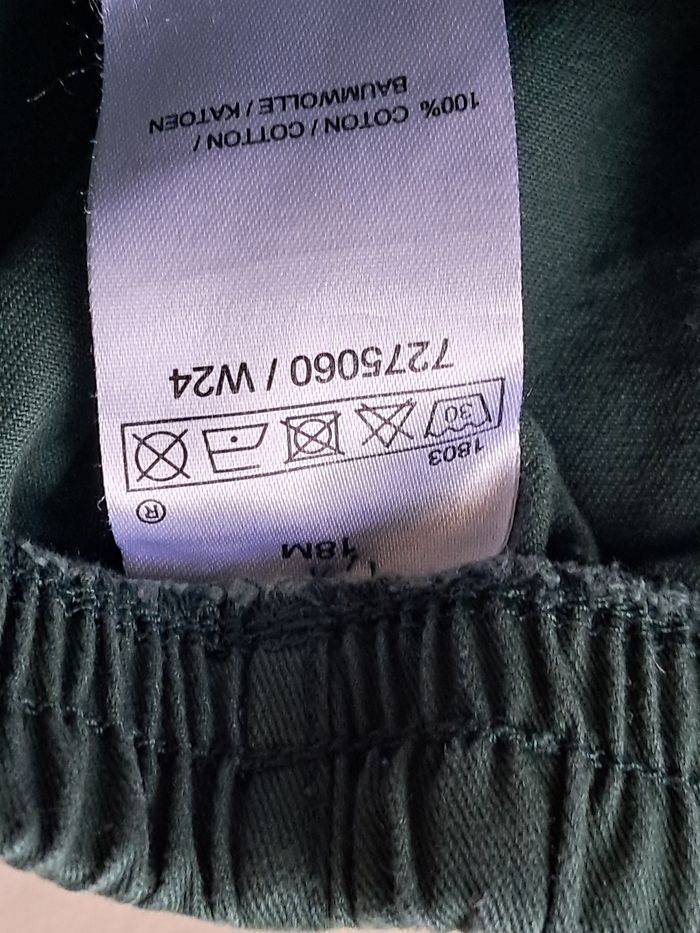 18M
®
1803
30
7275060 / W24
100% COTON / COTTON /
BAUMWOLLE / KATOEN